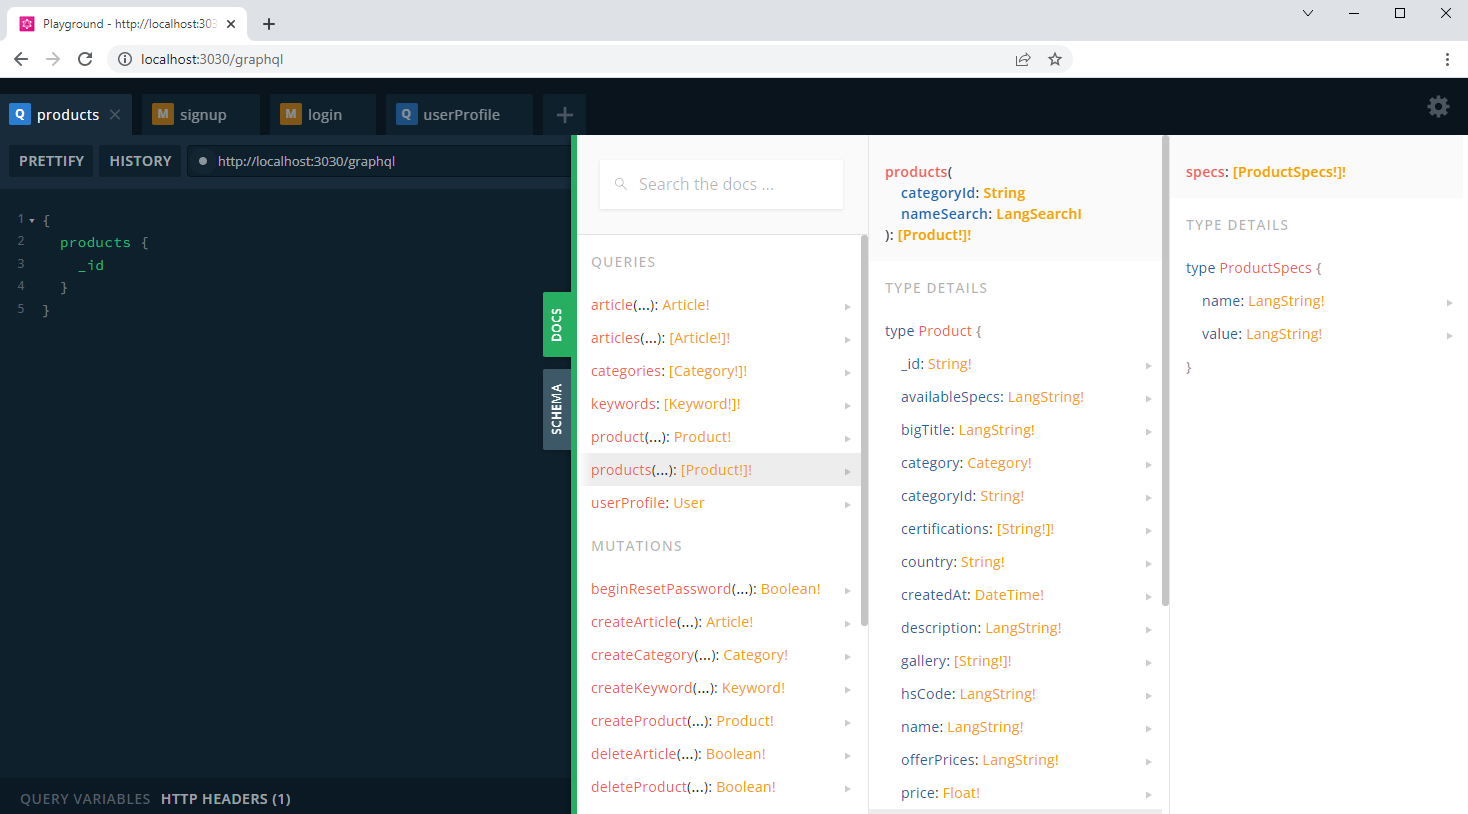 Playground - http://localhost:303
localhost:3030/graphql
Q products
M signup
M login
Q userProfile
PRETTIFY HISTORY http://localhost:3030/graphql
1 {
2 products {
3 _id
4 }
5 }
DOCS
SCHEMA
QUERY VARIABLES HTTP HEADERS (1)
Search the docs ...
QUERIES
article(...): Article!
articles(...): [Article!]!
categories: [Category!]!
keywords: [Keyword!]!
product(...): Product!
products(...): [Product!]!
userProfile: User
MUTATIONS
beginResetPassword(...): Boolean!
createArticle(...): Article!
createCategory(...): Category!
createKeyword(...): Keyword!
createProduct(...): Product!
deleteArticle(...): Boolean!
deleteProduct(...): Boolean!
products(
categoryId: String
nameSearch: LangSearchI
): [Product!]!
TYPE DETAILS
type Product {
_id: String!
availableSpecs: LangString!
bigTitle: LangString!
category: Category!
categoryId: String!
certifications: [String!]!
country: String!
createdAt: DateTime!
description: LangString!
gallery: [String!]!
hsCode: LangString!
name: LangString!
offerPrices: LangString!
price: Float!
specs: [ProductSpecs!]!
TYPE DETAILS
type ProductSpecs {
name: LangString!
value: LangString!
}